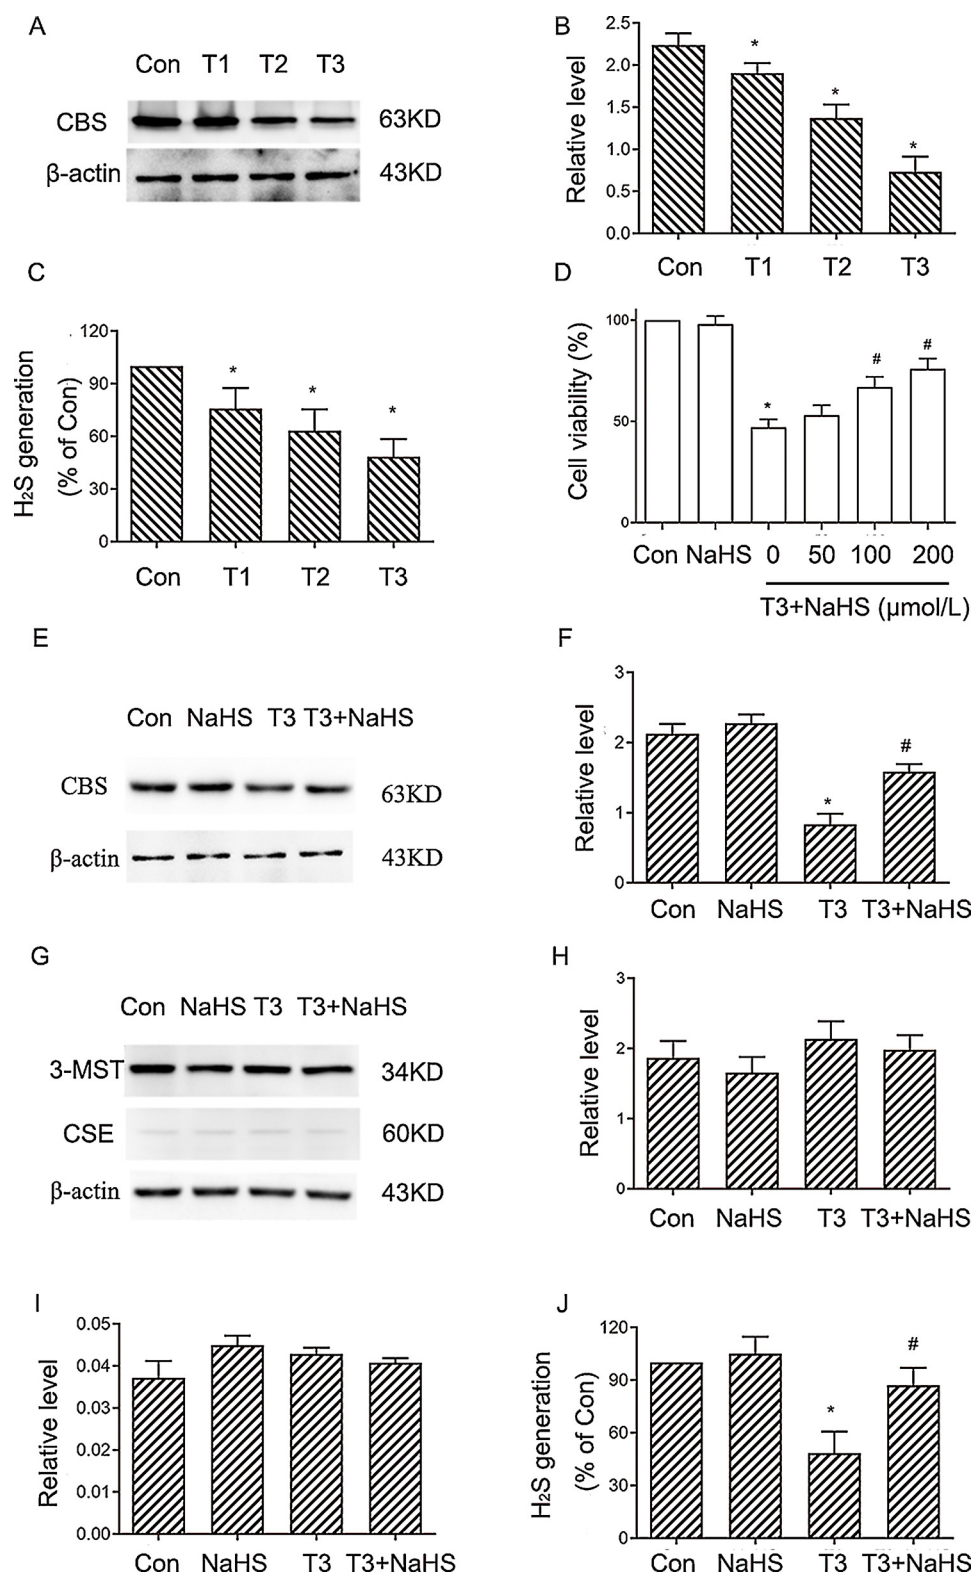 A
Con T1 T2 T3
CBS 63KD
β-actin 43KD
B
Relative level
2.5
2.0
1.5
1.0
0.5
0.0
* * *
Con T1 T2 T3
C
H₂S generation
(% of Con)
120
90
60
30
0
* * *
Con T1 T2 T3
D
Cell viability (%)
100
50
0
* # #
Con NaHS 0 50 100 200
T3+NaHS (μmol/L)
E
Con NaHS T3 T3+NaHS
CBS 63KD
β-actin 43KD
F
Relative level
3
2
1
0
* #
Con NaHS T3 T3+NaHS
G
Con NaHS T3 T3+NaHS
3-MST 34KD
CSE 60KD
β-actin 43KD
H
Relative level
3
2
1
0
Con NaHS T3 T3+NaHS
I
Relative level
0.05
0.04
0.03
0.02
0.01
0.00
Con NaHS T3 T3+NaHS
J
H₂S generation
(% of Con)
120
90
60
30
0
* #
Con NaHS T3 T3+NaHS